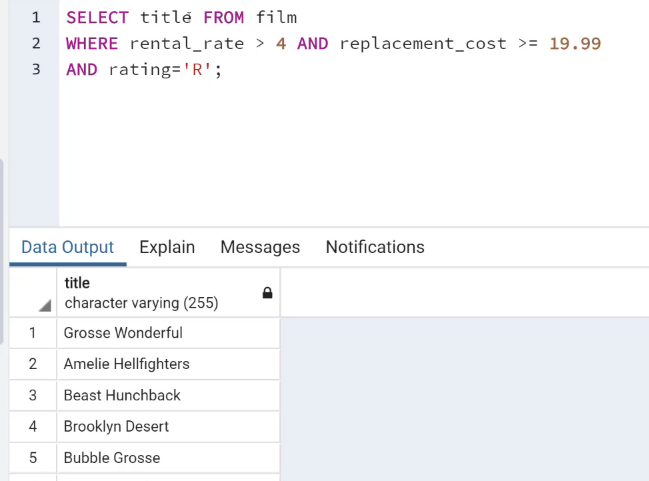 1 SELECT title FROM film
2 WHERE rental_rate > 4 AND replacement_cost >= 19.99
3 AND rating='R';
Data Output Explain Messages Notifications
title
character varying (255)
1 Grosse Wonderful
2 Amelie Hellfighters
3 Beast Hunchback
4 Brooklyn Desert
5 Bubble Grosse